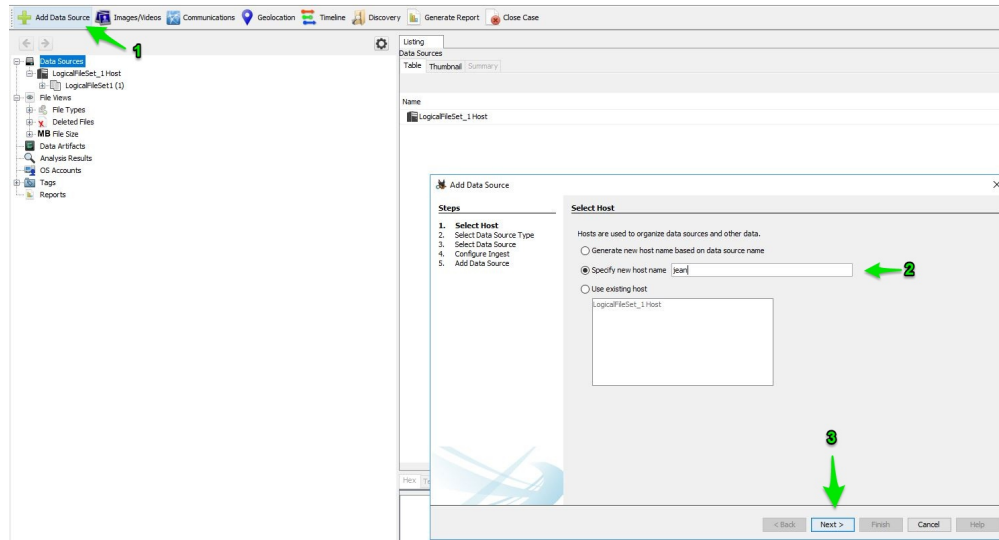 Add Data Source Images/Videos Communications Geolocation Timeline Discovery Generate Report Close Case
1
Data Sources
LogicalFileSet_1 Host
LogicalFileSet1 (1)
File Views
File Types
Deleted Files
MB File Size
Data Artifacts
Analysis Results
OS Accounts
Tags
Reports
Listing
Data Sources
Table Thumbnail Summary
Name
LogicalFileSet_1 Host
Add Data Source
Steps
1. Select Host
2. Select Data Source Type
3. Select Data Source
4. Configure Ingest
5. Add Data Source
Select Host
Hosts are used to organize data sources and other data.
Generate new host name based on data source name
Specify new host name jean
2
Use existing host
LogicalFileSet_1 Host
3
Hex
< Back Next > Finish Cancel Help